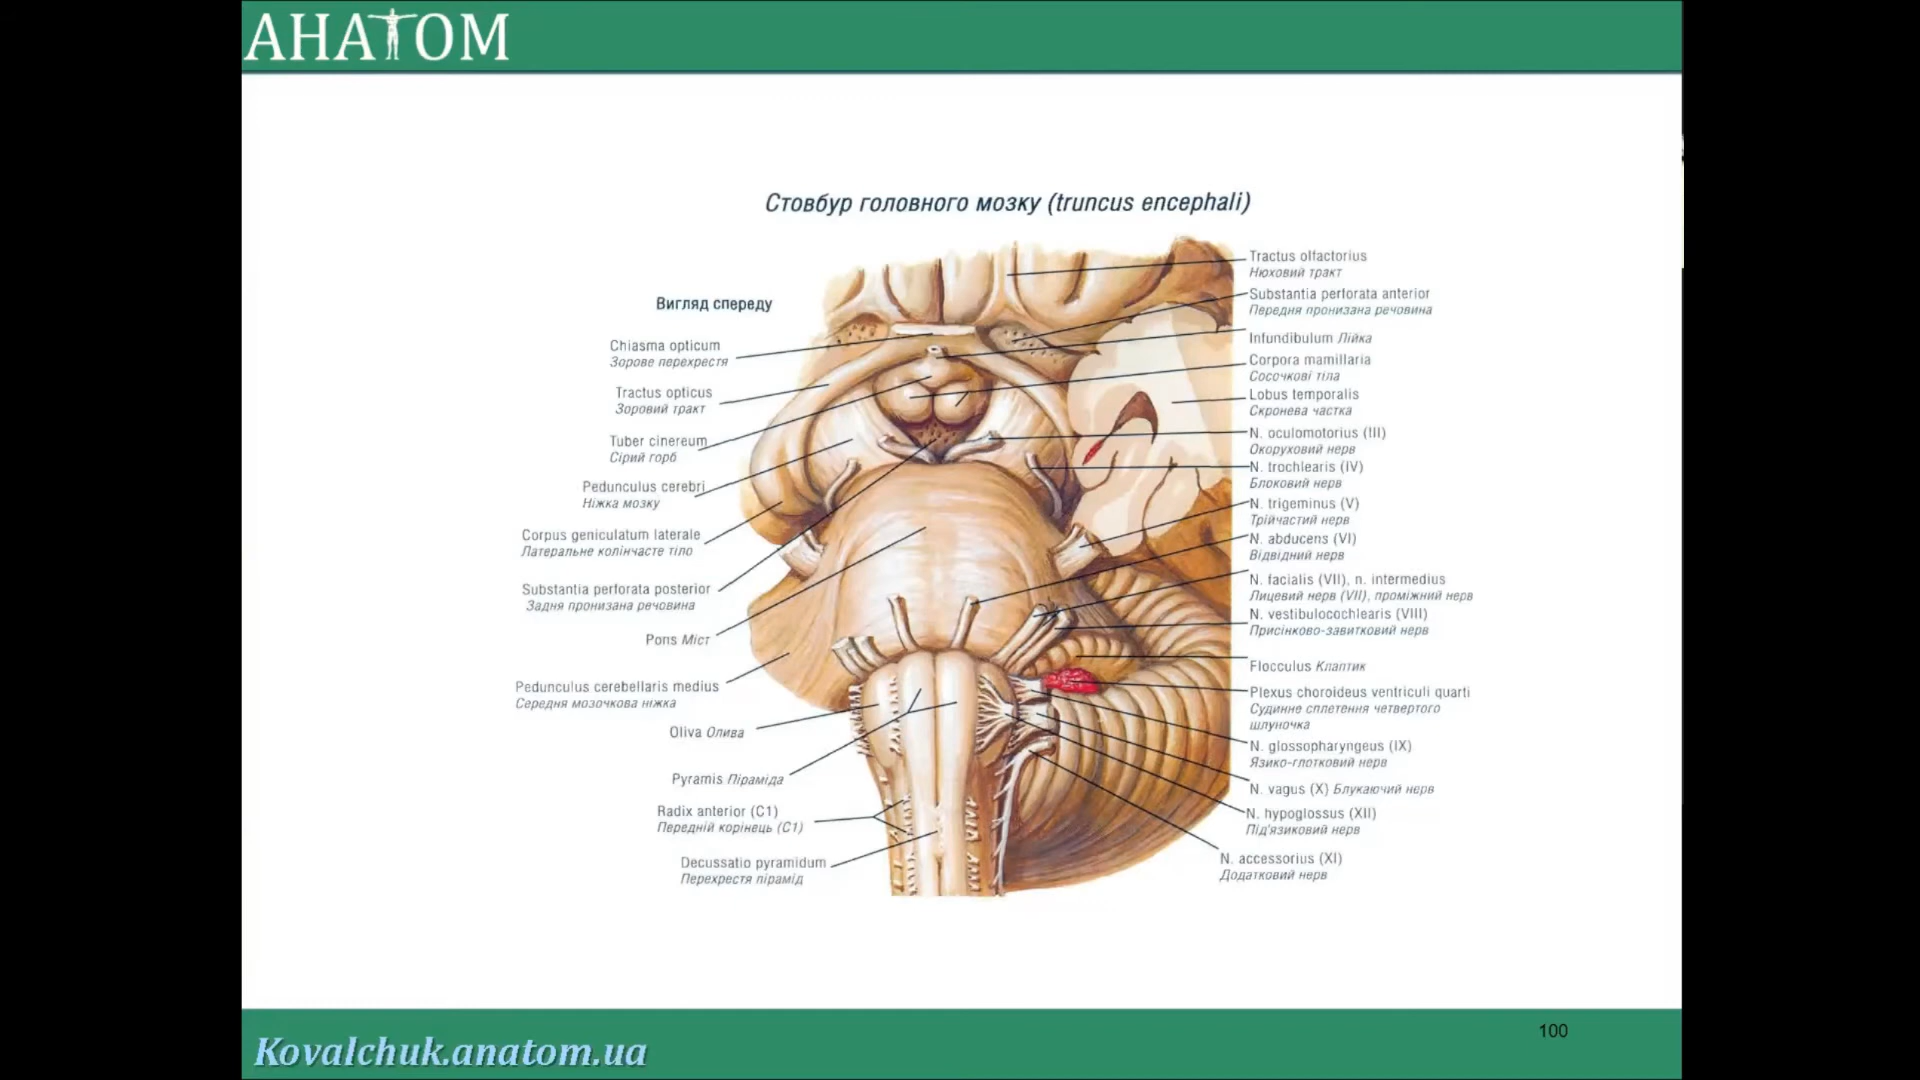 АНАТОМ
Стовбур головного мозку (truncus encephali)
Вигляд спереду
Chiasma opticum
Зорове перехрестя
Tractus opticus
Зоровий тракт
Tuber cinereum
Сірий горб
Pedunculus cerebri
Ніжка мозку
Corpus geniculatum laterale
Латеральне колінчасте тіло
Substantia perforata posterior
Задня пронизана речовина
Pons Міст
Pedunculus cerebellaris medius
Середня мозочкова ніжка
Oliva Олива
Pyramis Піраміда
Radix anterior (C1)
Передній корінець (C1)
Decussatio pyramidum
Перехрестя пірамід
Tractus olfactorius
Нюховий тракт
Substantia perforata anterior
Передня пронизана речовина
Infundibulum Лійка
Corpora mamillaria
Сосочкові тіла
Lobus temporalis
Скронева частка
N. oculomotorius (III)
Окоруховий нерв
N. trochlearis (IV)
Блоковий нерв
N. trigeminus (V)
Трійчастий нерв
N. abducens (VI)
Відвідний нерв
N. facialis (VII), n. intermedius
Лицевий нерв (VII), проміжний нерв
N. vestibulocochlearis (VIII)
Присінково-завитковий нерв
Flocculus Клаптик
Plexus choroideus ventriculi quarti
Судинне сплетення четвертого
шлуночка
N. glossopharyngeus (IX)
Язико-глотковий нерв
N. vagus (X) Блукаючий нерв
N. hypoglossus (XII)
Під'язиковий нерв
N. accessorius (XI)
Додатковий нерв
Kovalchuk.anatom.ua
100